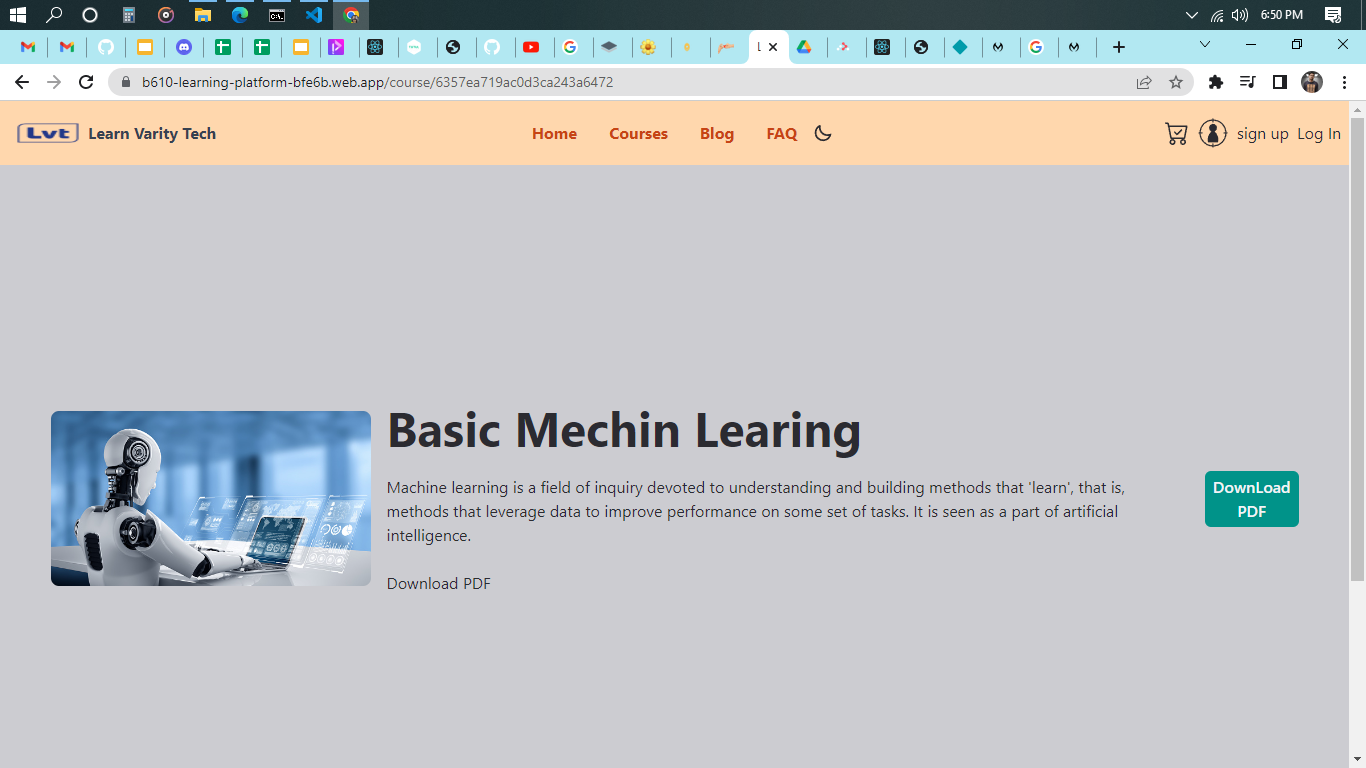 6:50 PM
L
b610-learning-platform-bfe6b.web.app/course/6357ea719ac0d3ca243a6472
Lvt Learn Varity Tech Home Courses Blog FAQ sign up Log In
Basic Mechin Learing
Machine learning is a field of inquiry devoted to understanding and building methods that 'learn', that is,
methods that leverage data to improve performance on some set of tasks. It is seen as a part of artificial
intelligence.
DownLoad
PDF
Download PDF